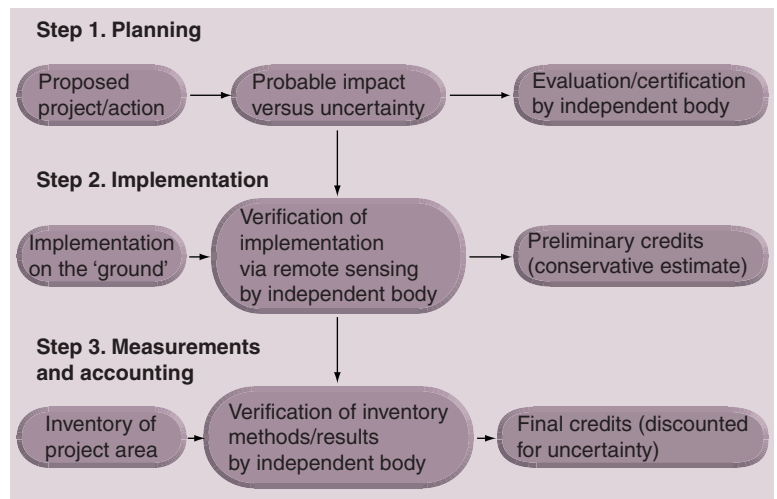 Step 1. Planning
Proposed
project/action
Probable impact
versus uncertainty
Evaluation/certification
by independent body
Step 2. Implementation
Implementation
on the ‘ground’
Verification of
implementation
via remote sensing
by independent body
Preliminary credits
(conservative estimate)
Step 3. Measurements
and accounting
Inventory of
project area
Verification of inventory
methods/results
by independent body
Final credits (discounted
for uncertainty)